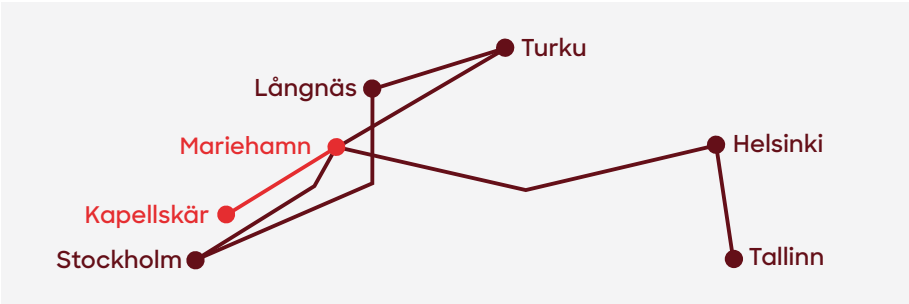 Turku
Långnäs
Mariehamn
Helsinki
Kapellskär
Stockholm
Tallinn